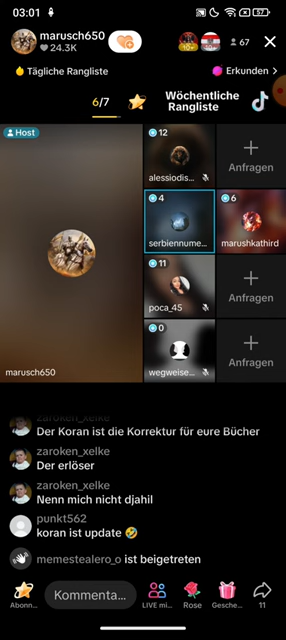 03:01
57
marusch650
24.3K
10+
10+
67
Tägliche Rangliste
Erkunden >
6/7
Wöchentliche
Rangliste
Host
12
alessiodis...
Anfragen
4
serbiennume...
6
marushkathird
11
poca_45
Anfragen
0
wegweise...
Anfragen
marusch650
zaroken_xelke
Der Koran ist die Korrektur für eure Bücher
zaroken_xelke
Der erlöser
zaroken_xelke
Nenn mich nicht djahil
punkt562
koran ist update 🤣
memestealero_o ist beigetreten
Abonn...
Kommenta...
LIVE mi...
Rose
Gesche...
11